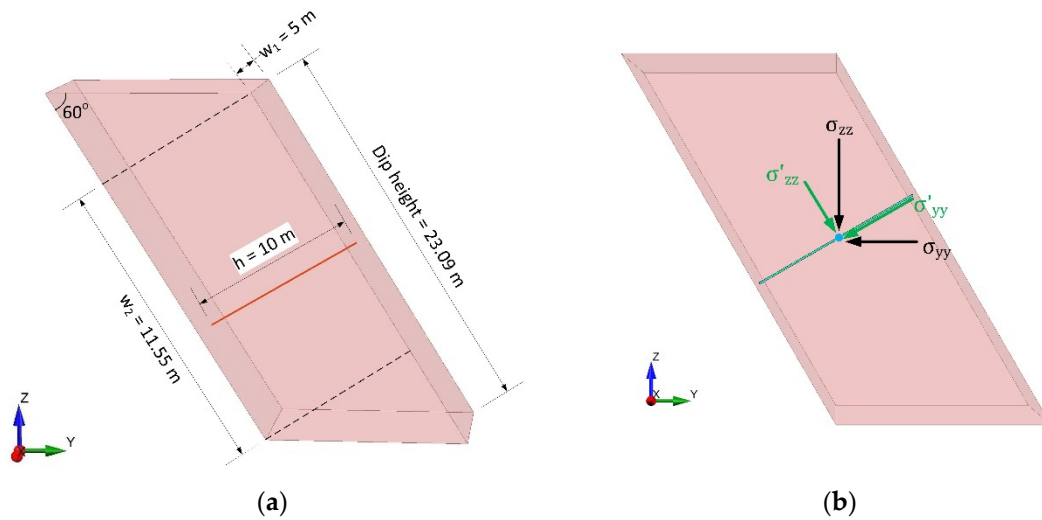 w₁ = 5 m
60°
Dip height = 23.09 m
h = 10 m
w₂ = 11.55 m
Z
Y
X
(a)
σzz
σ'zz
σ'yy
σyy
Z
X
Y
(b)